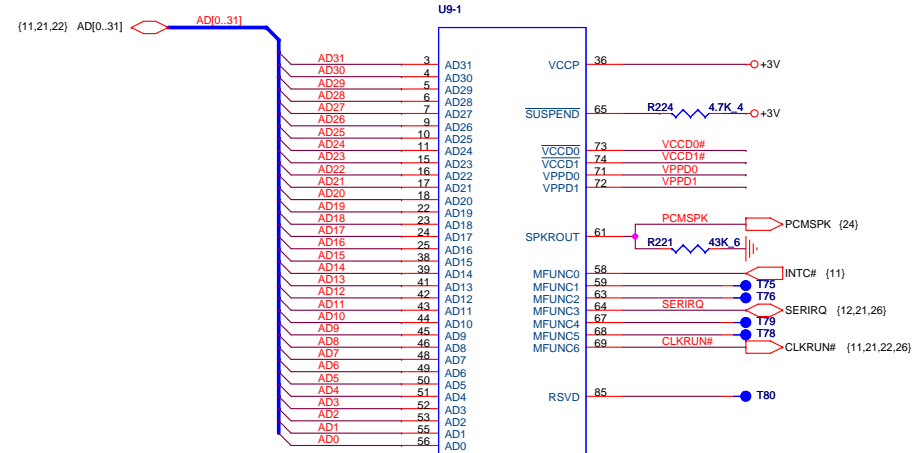 U9-1
{11,21,22} AD[0..31] AD[0..31]
AD31 3 AD31 VCCP 36 +3V
AD30 4 AD30
AD29 5 AD29
AD28 6 AD28
AD27 7 AD27 SUSPEND 65 R224 4.7K_4 +3V
AD26 9 AD26
AD25 10 AD25
AD24 11 AD24 VCCD0 73 VCCD0#
AD23 15 AD23 VCCD1 74 VCCD1#
AD22 16 AD22 VPPD0 71 VPPD0
AD21 17 AD21 VPPD1 72 VPPD1
AD20 18 AD20
AD19 22 AD19
AD18 23 AD18 PCMSPK PCMSPK {24}
AD17 24 AD17 SPKROUT 61
AD16 25 AD16 R221 43K_6
AD15 38 AD15
AD14 39 AD14 MFUNC0 58 INTC# {11}
AD13 41 AD13 MFUNC1 59 T75
AD12 42 AD12 MFUNC2 63 T76
AD11 43 AD11 MFUNC3 64 SERIRQ SERIRQ {12,21,26}
AD10 44 AD10 MFUNC4 67 T79
AD9 45 AD9 MFUNC5 68 T78
AD8 46 AD8 MFUNC6 69 CLKRUN# CLKRUN# {11,21,22,26}
AD7 48 AD7
AD6 49 AD6
AD5 50 AD5
AD4 51 AD4 RSVD 85 T80
AD3 52 AD3
AD2 53 AD2
AD1 55 AD1
AD0 56 AD0